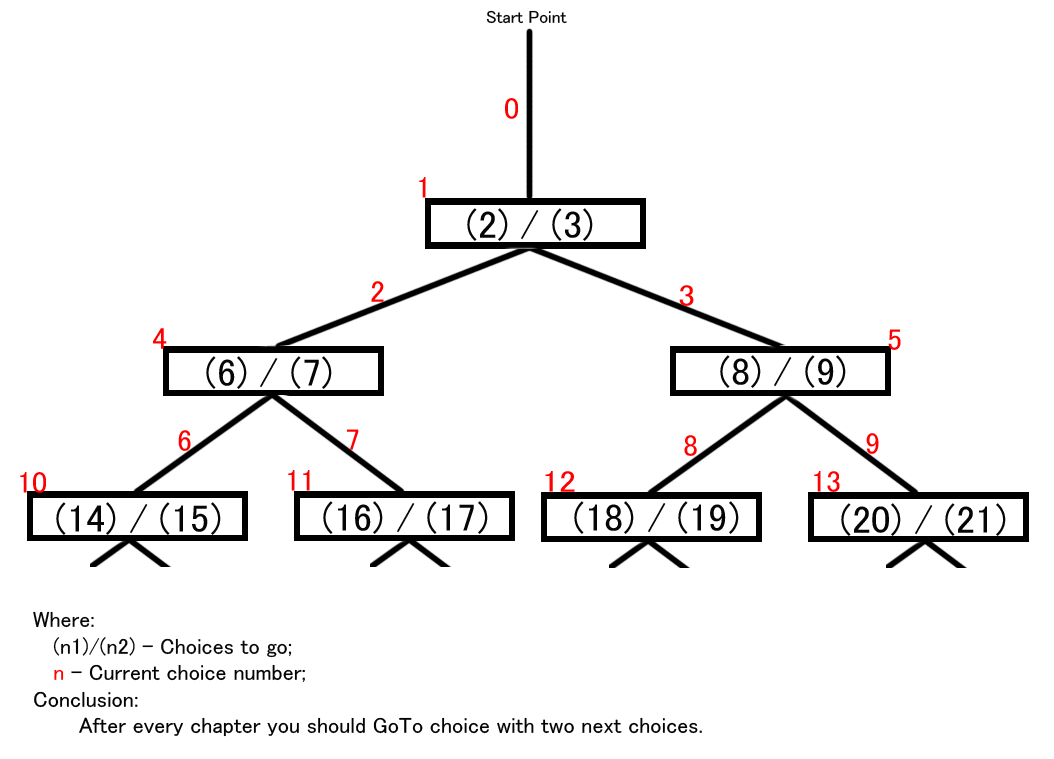 Start Point
0
1
(2) / (3)
2
3
4
5
(6) / (7)
(8) / (9)
6
7
8
9
10
11
12
13
(14) / (15)
(16) / (17)
(18) / (19)
(20) / (21)
Where:
(n1)/(n2) - Choices to go;
n - Current choice number;
Conclusion:
After every chapter you should GoTo choice with two next choices.